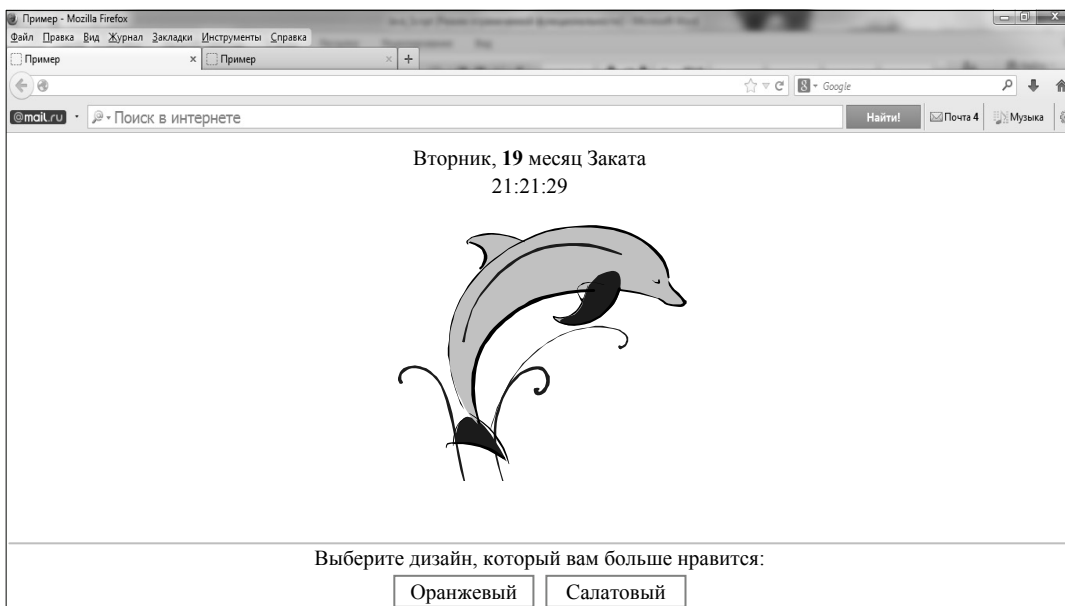 Пример - Mozilla Firefox
Файл Правка Вид Журнал Закладки Инструменты Справка
Пример × Пример × +
Google
@mail.ru Поиск в интернете Найти! Почта 4 Музыка
Вторник, 19 месяц Заката
21:21:29
Выберите дизайн, который вам больше нравится:
Оранжевый Салатовый